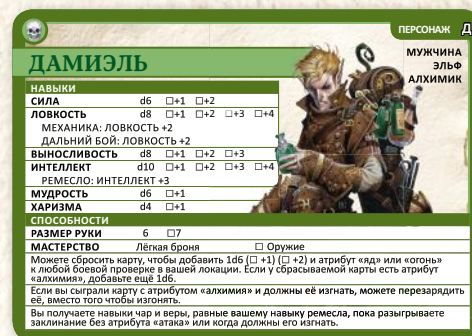 ПЕРСОНАЖ
ДАМИЭЛЬ
МУЖЧИНА
ЭЛЬФ
АЛХИМИК
НАВЫКИ
СИЛА d6 ☐+1 ☐+2
ЛОВКОСТЬ d8 ☐+1 ☐+2 ☐+3 ☐+4
МЕХАНИКА: ЛОВКОСТЬ +2
ДАЛЬНИЙ БОЙ: ЛОВКОСТЬ +2
ВЫНОСЛИВОСТЬ d8 ☐+1 ☐+2 ☐+3
ИНТЕЛЛЕКТ d10 ☐+1 ☐+2 ☐+3 ☐+4
РЕМЕСЛО: ИНТЕЛЛЕКТ +3
МУДРОСТЬ d6 ☐+1
ХАРИЗМА d4 ☐+1
СПОСОБНОСТИ
РАЗМЕР РУКИ 6 ☐7
МАСТЕРСТВО Лёгкая броня ☐ Оружие
Можете сбросить карту, чтобы добавить 1d6 (☐ +1) (☐ +2) и атрибут «яд» или «огонь»
к любой боевой проверке в вашей локации. Если у сбрасываемой карты есть атрибут
«алхимия», добавьте ещё 1d6.
Если вы сыграли карту с атрибутом «алхимия» и должны её изгнать, можете перезарядить
её, вместо того чтобы изгонять.
Вы получаете навыки чар и веры, равные вашему навыку ремесла, пока разыгрываете
заклинание без атрибута «атака» или когда должны его изгнать.